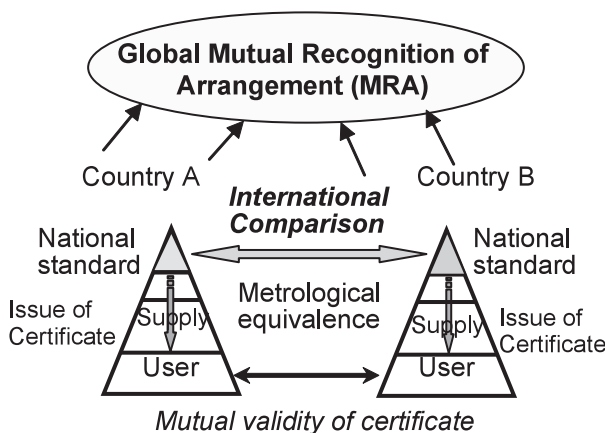 Global Mutual Recognition of
Arrangement (MRA)
Country A
Country B
International
Comparison
National
standard
National
standard
Metrological
equivalence
Issue of
Certificate
Supply
Supply
Issue of
Certificate
User
User
Mutual validity of certificate